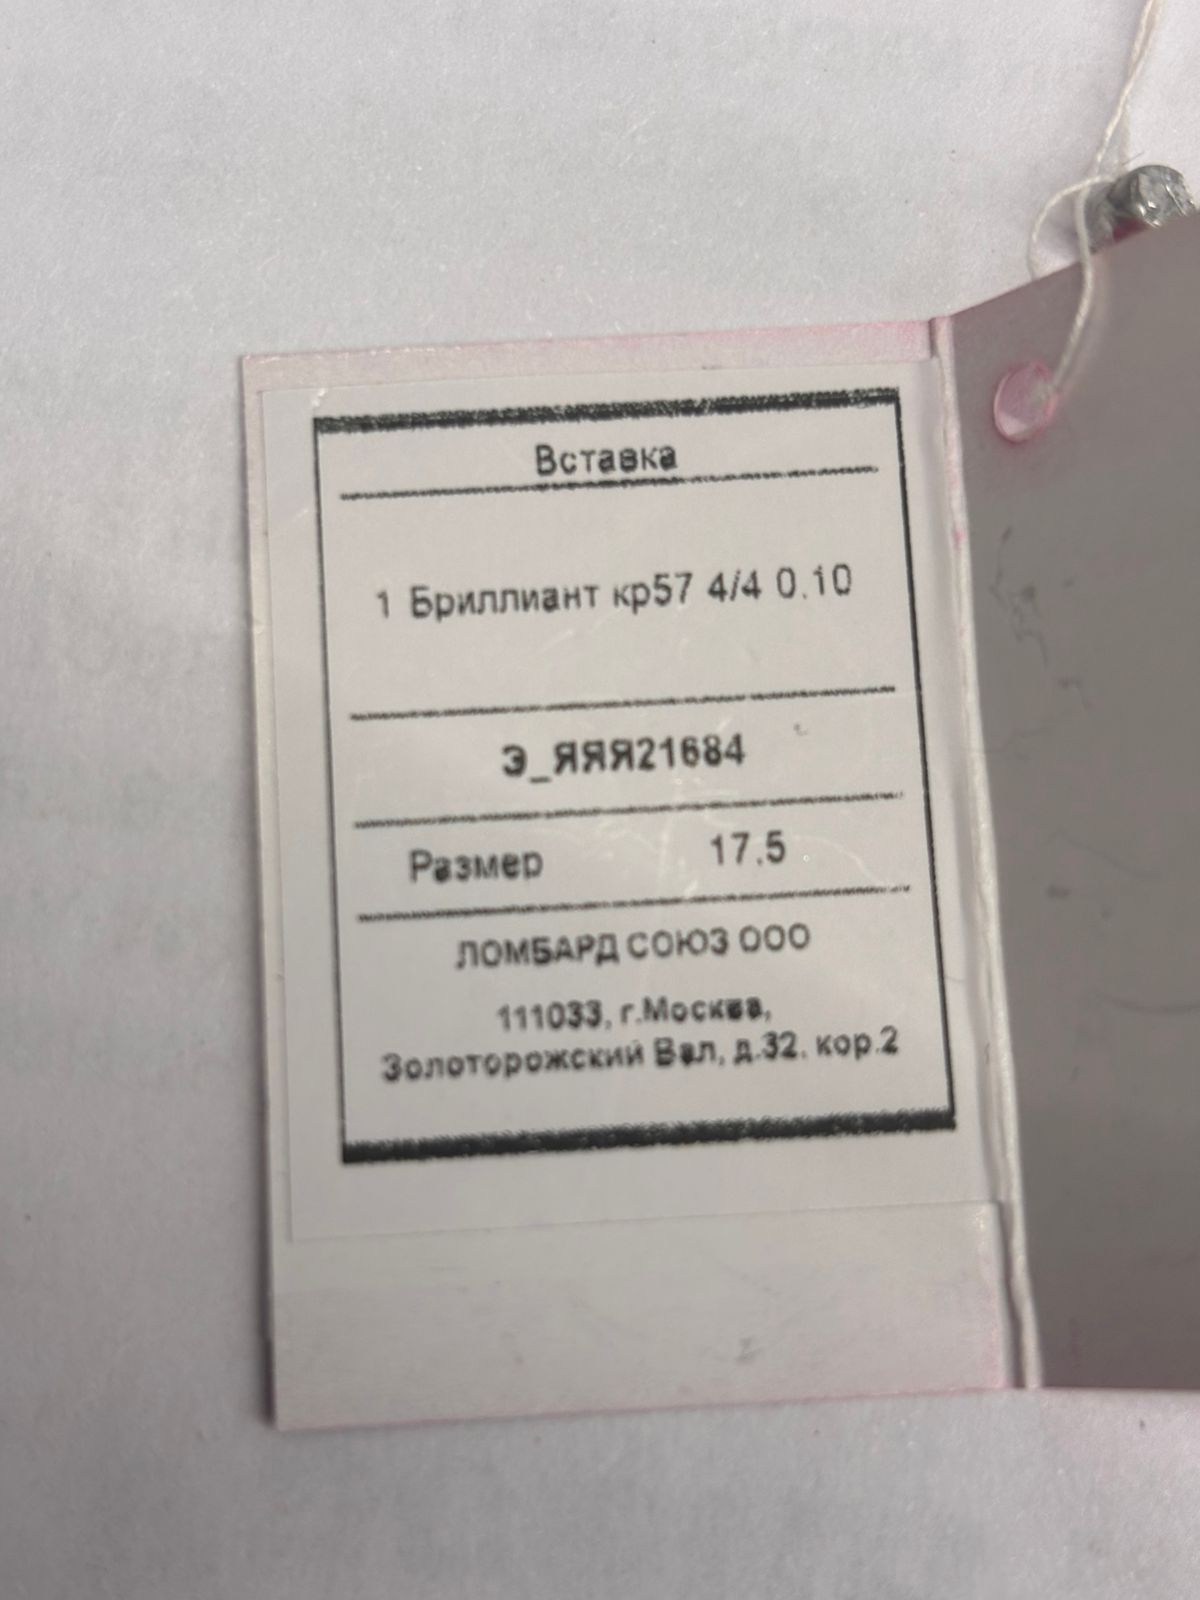 Вставка
1 Бриллиант кр57 4/4 0.10
Э_ЯЯЯ21684
Размер 17.5
ЛОМБАРД СОЮЗ ООО
111033, г.Москва,
Золоторожский Вал, д.32, кор.2